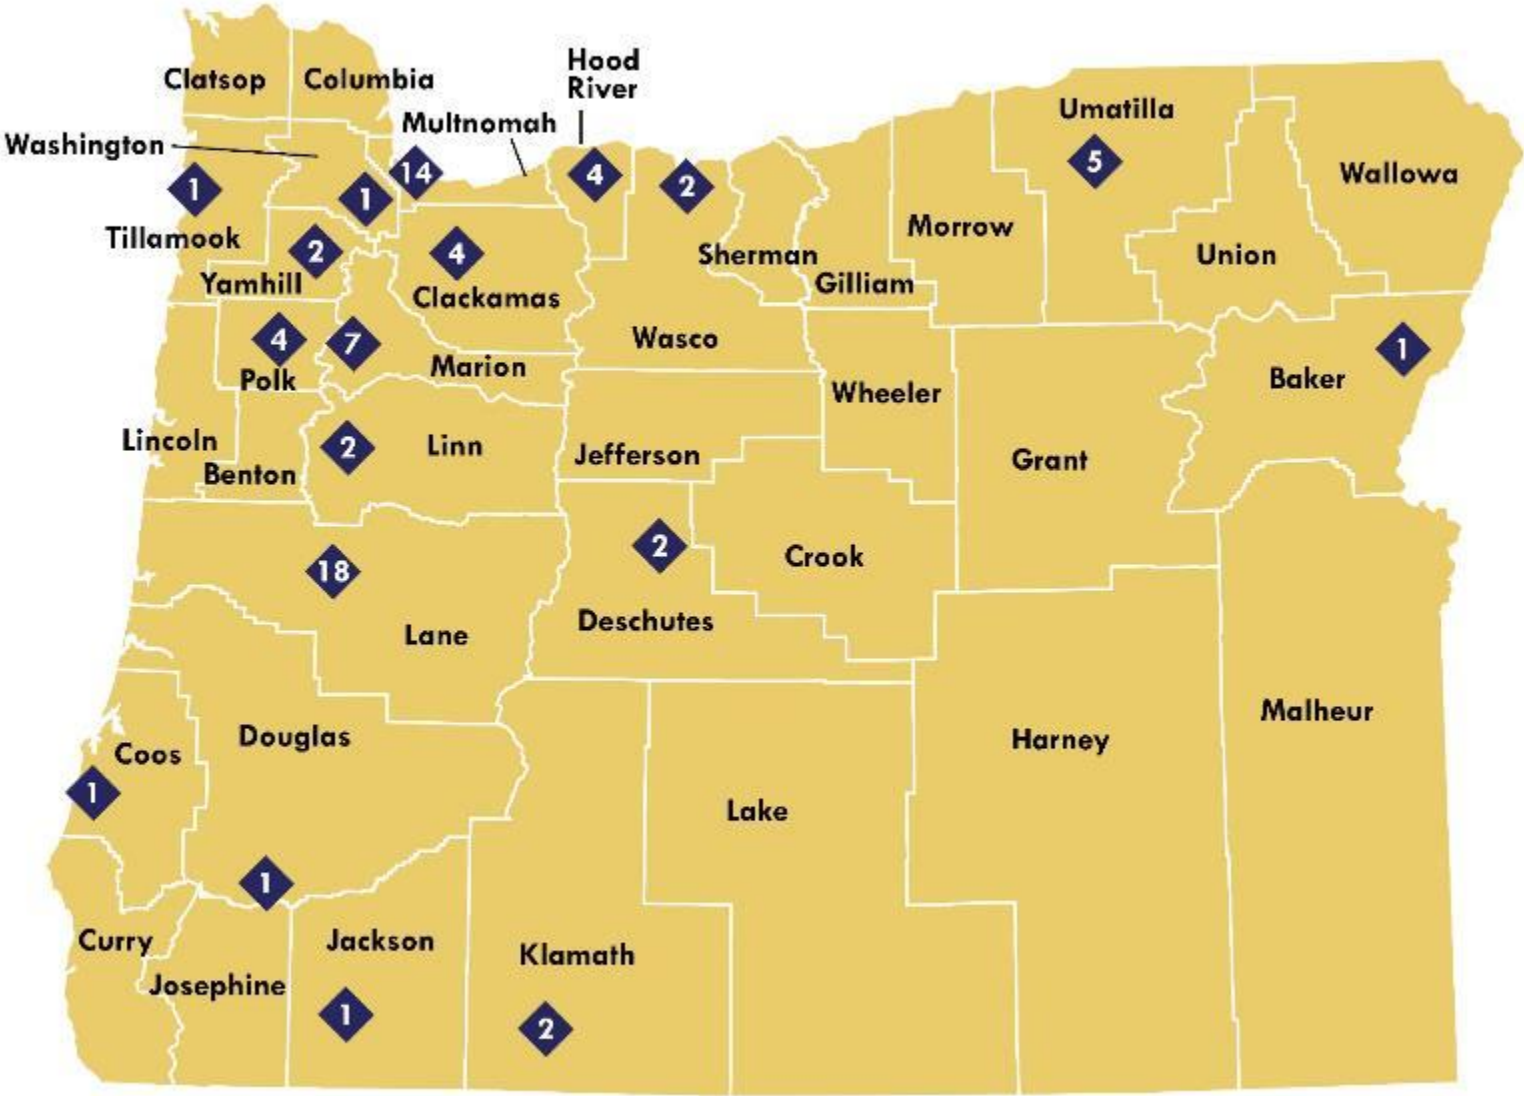 Hood
River
Clatsop
Columbia
Multnomah
Umatilla
Washington
14
4
2
5
Wallowa
1
1
Tillamook
2
4
Sherman
Morrow
Union
Yamhill
Clackamas
Gilliam
4
7
Wasco
1
Polk
Marion
Wheeler
Baker
Lincoln
2
Linn
Jefferson
Grant
Benton
2
Crook
18
Lane
Deschutes
Malheur
Douglas
Harney
Coos
1
Lake
1
Curry
Jackson
Klamath
Josephine
1
2